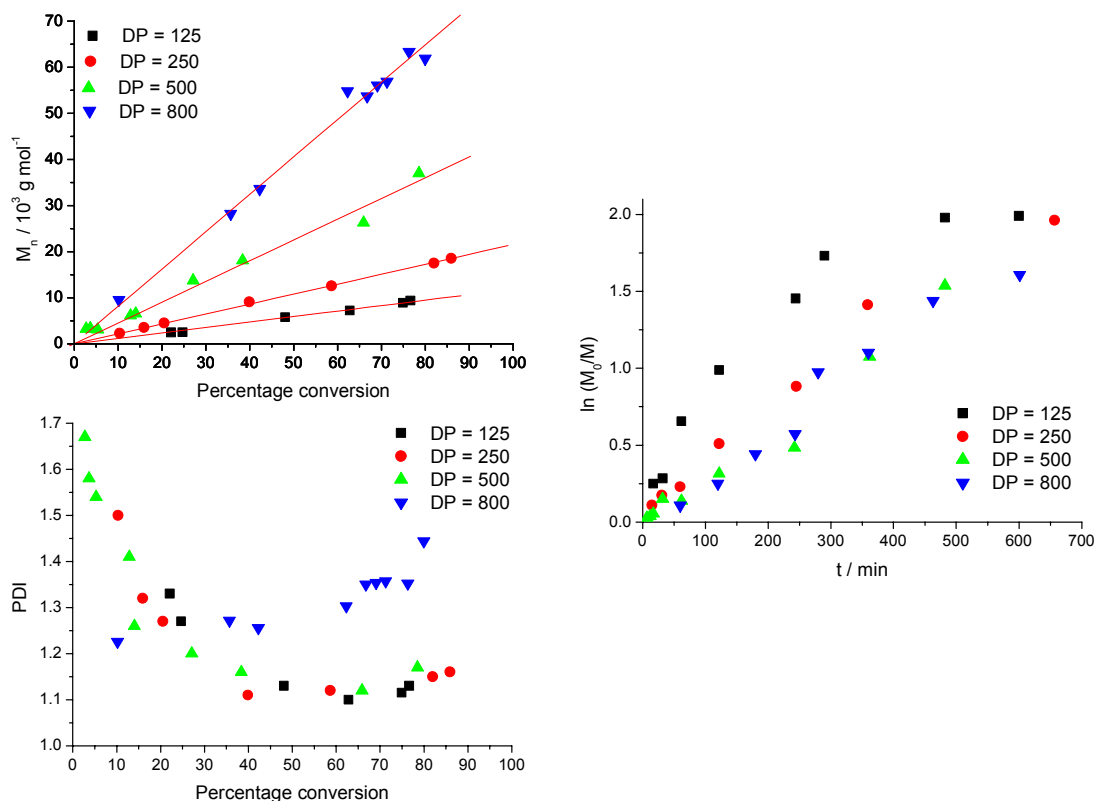 70
60
50
40
30
20
10
0
M_n / 10^3 g mol^-1
DP = 125
DP = 250
DP = 500
DP = 800
0 10 20 30 40 50 60 70 80 90 100
Percentage conversion
1.7
1.6
1.5
1.4
1.3
1.2
1.1
1.0
PDI
DP = 125
DP = 250
DP = 500
DP = 800
0 10 20 30 40 50 60 70 80 90 100
Percentage conversion
2.0
1.5
1.0
0.5
0.0
ln (M_0/M)
DP = 125
DP = 250
DP = 500
DP = 800
0 100 200 300 400 500 600 700
t / min